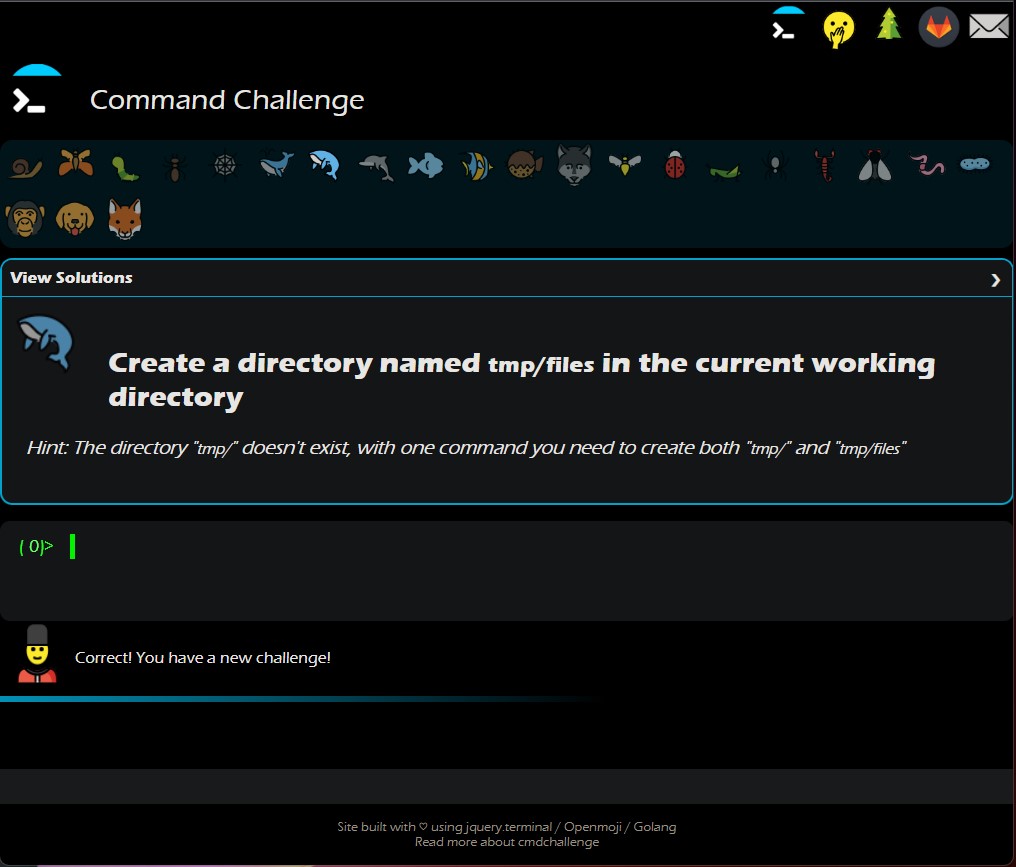 Command Challenge
View Solutions
Create a directory named tmp/files in the current working
directory
Hint: The directory "tmp/" doesn't exist, with one command you need to create both "tmp/" and "tmp/files"
( 0)>
Correct! You have a new challenge!
Site built with ♡ using jquery.terminal / Openmoji / Golang
Read more about cmdchallenge